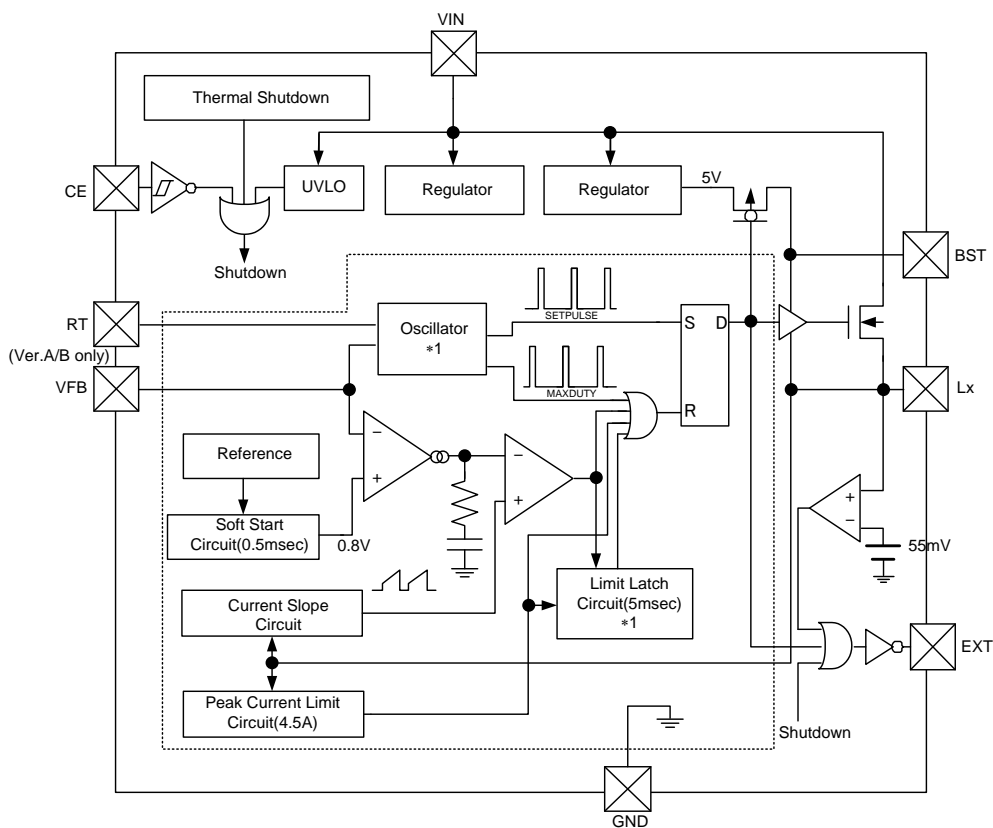 VIN
Thermal Shutdown
CE
UVLO
Regulator
Regulator
5V
Shutdown
BST
RT
(Ver.A/B only)
VFB
Oscillator
*1
SETPULSE
MAXDUTY
S
D
R
Lx
−
+
−
+
Reference
Soft Start
Circuit(0.5msec)
0.8V
+
−
55mV
Current Slope
Circuit
Limit Latch
Circuit(5msec)
*1
EXT
Peak Current Limit
Circuit(4.5A)
Shutdown
GND